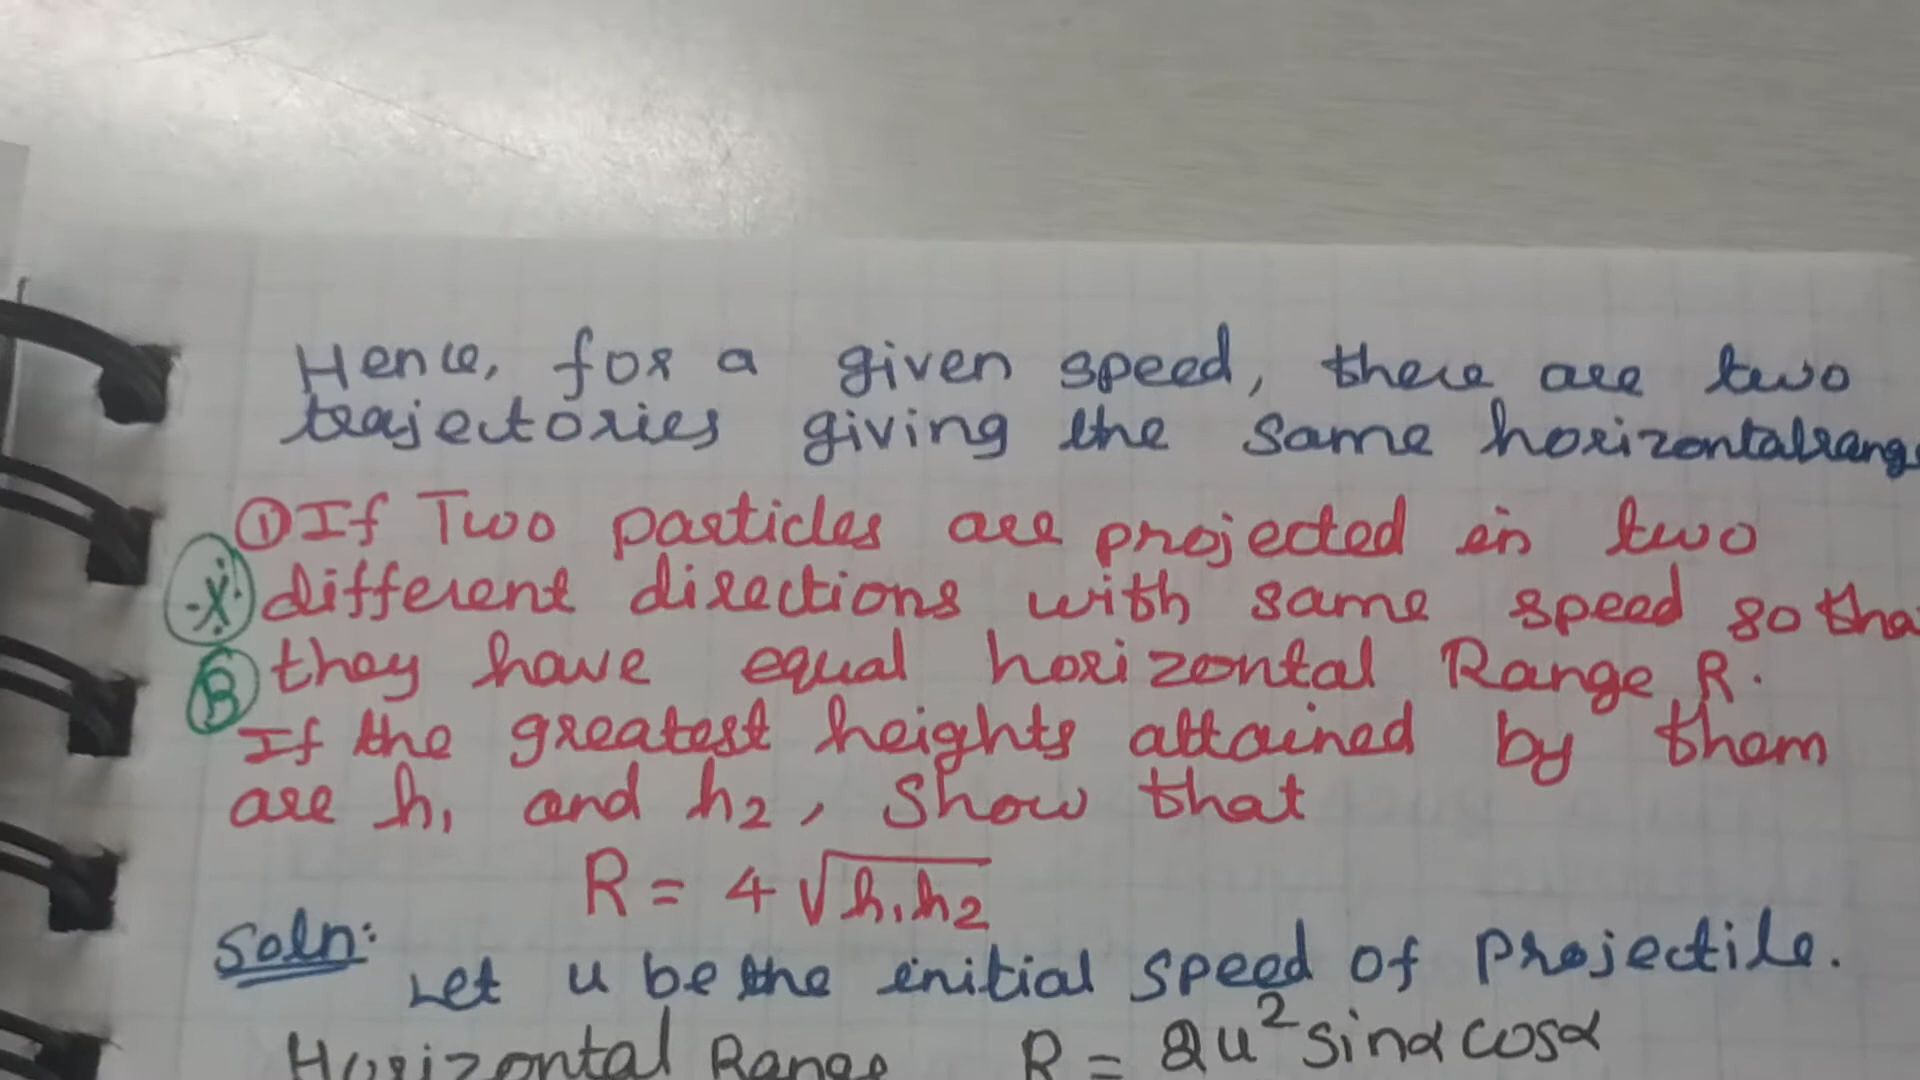 Hence, for a given speed, there are two
trajectories giving the same horizontal rang
① If Two particles are projected in two
different directions with same speed so tha
B they have equal horizontal Range R.
If the greatest heights attained by them
are h₁ and h₂, Show that
R = 4 √h₁h₂
Soln:
Let u be the initial speed of projectile.
Horizontal Range R = 2u² sinα cosα